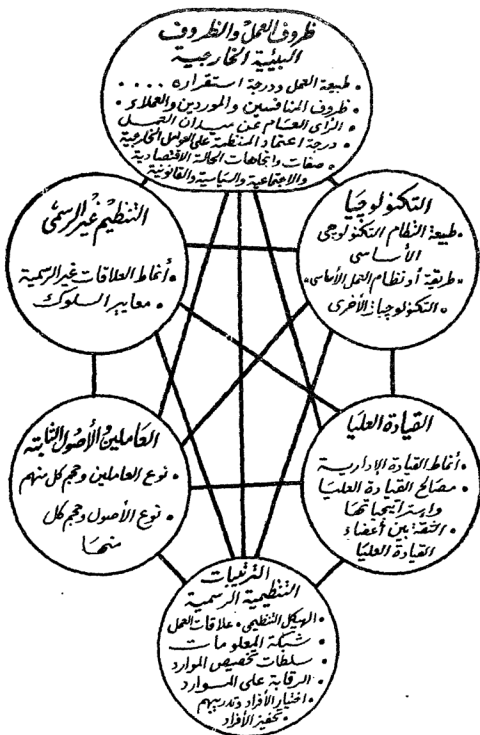 ظروف العمل والظروف
البيئية الخارجية
• طبيعة العمل ودرجة استقراره ....
• ظروف المنافسين والموردين والعملاء •
• الرأى العام عن ميدان العمل
• درجة اعتماد المنظمة على العوامل الخارجية
• صفات واتجاهات الحالة الاقتصادية
والاجتماعية والسياسية والقانونية
التكنولوجيا
• طبيعة النظام التكنولوجى
الأساسى
• طريقة أو نظام العمل الأساسى •
• التكنولوجيات الأخرى
التنظيم غير الرسمى
• أنماط العلاقات غير الرسمية
• معايير السلوك
القيادة العليا
• أنماط القيادة الإدارية
• مصالح القيادة العليا
واستراتيجياتها
• الثقة بين أعضاء
القيادة العليا
العاملين والأصول الثابته
• نوع العاملين وحجم كل منهم
• نوع الأصول وحجم كل
منها
الترتيبات
التنظيمية الرسمية
• الهيكل التنظيمى • علاقات العمل
• شبكة المعلومات
• سلطات تخصيص الموارد
• الرقابة على الموارد
• اختيار الأفراد وتدريبهم
• تحفيز الأفراد